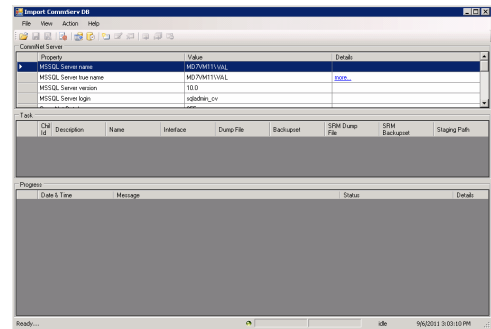 Import CommServ DB
File View Action Help
CommNet Server
Property Value Details
MSSQL Server name MD7VM11\VAL
MSSQL Server true name MD7VM11\VAL more...
MSSQL Server version 10.0
MSSQL Server login sqladmin_cv
Task
Chil Id Description Name Interface Dump File Backupset SRM Dump File SRM Backupset Staging Path
Progress
Date & Time Message Status Details
Ready.... idle 9/6/2011 3:03:10 PM